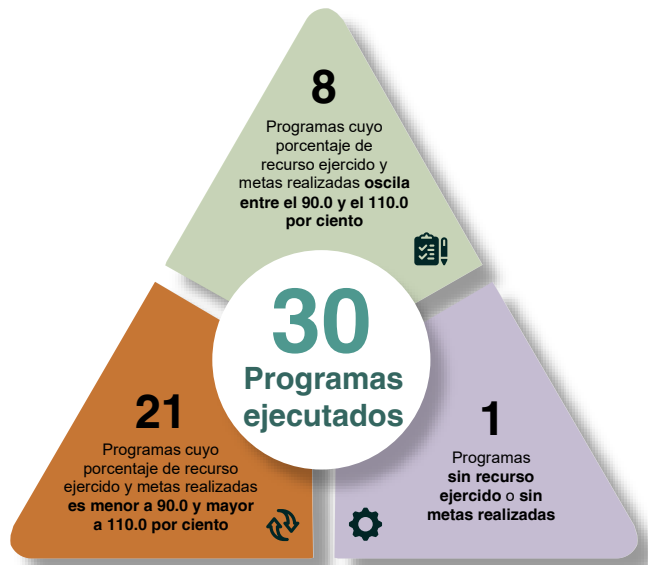 8
Programas cuyo
porcentaje de
recurso ejercido y
metas realizadas oscila
entre el 90.0 y el 110.0
por ciento
30
Programas
ejecutados
21
Programas cuyo
porcentaje de recurso
ejercido y metas realizadas
es menor a 90.0 y mayor
a 110.0 por ciento
1
Programas
sin recurso
ejercido o sin
metas realizadas